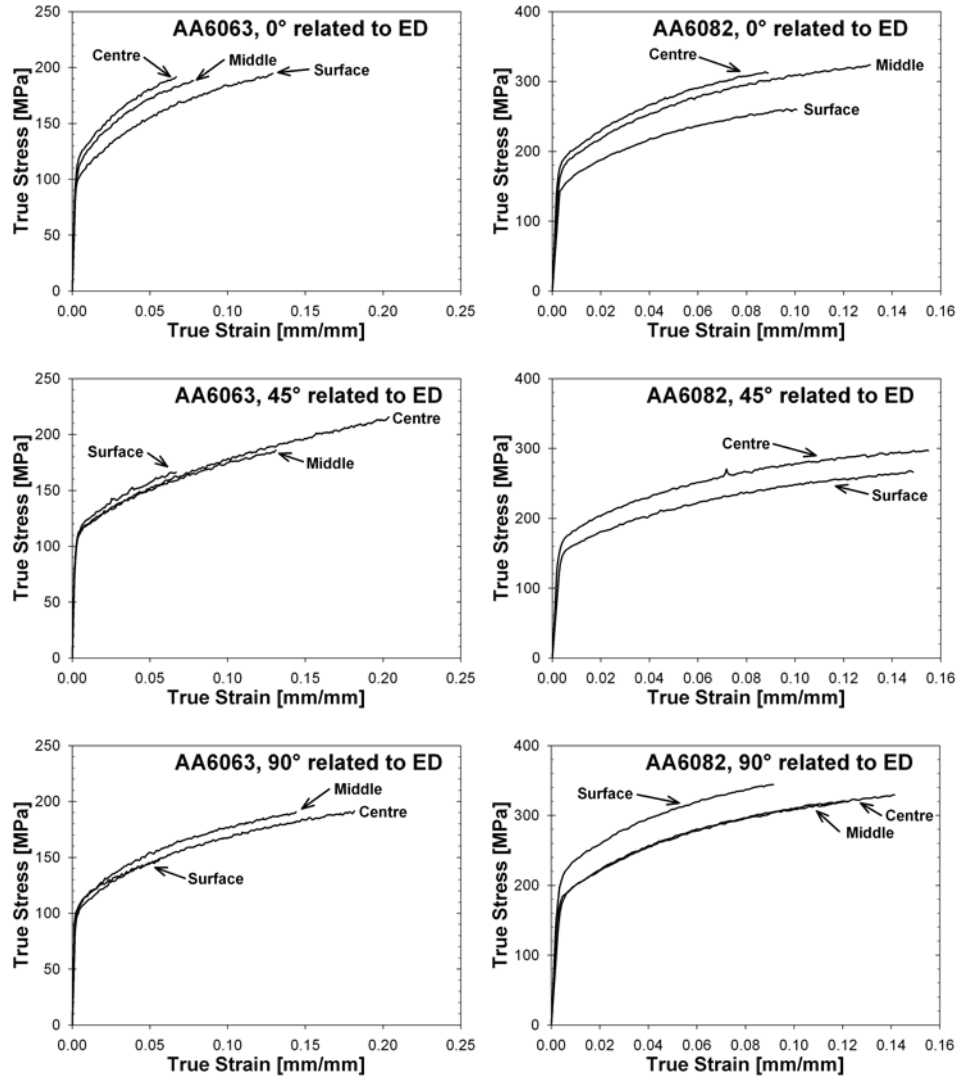 AA6063, 0° related to ED
True Stress [MPa]
250
200
150
100
50
0
Centre
Middle
Surface
0.00 0.05 0.10 0.15 0.20 0.25
True Strain [mm/mm]
AA6082, 0° related to ED
True Stress [MPa]
400
300
200
100
0
Centre
Middle
Surface
0.00 0.02 0.04 0.06 0.08 0.10 0.12 0.14 0.16
True Strain [mm/mm]
AA6063, 45° related to ED
True Stress [MPa]
250
200
150
100
50
0
Centre
Surface
Middle
0.00 0.05 0.10 0.15 0.20 0.25
True Strain [mm/mm]
AA6082, 45° related to ED
True Stress [MPa]
400
300
200
100
0
Centre
Surface
0.00 0.02 0.04 0.06 0.08 0.10 0.12 0.14 0.16
True Strain [mm/mm]
AA6063, 90° related to ED
True Stress [MPa]
250
200
150
100
50
0
Middle
Centre
Surface
0.00 0.05 0.10 0.15 0.20 0.25
True Strain [mm/mm]
AA6082, 90° related to ED
True Stress [MPa]
400
300
200
100
0
Surface
Centre
Middle
0.00 0.02 0.04 0.06 0.08 0.10 0.12 0.14 0.16
True Strain [mm/mm]